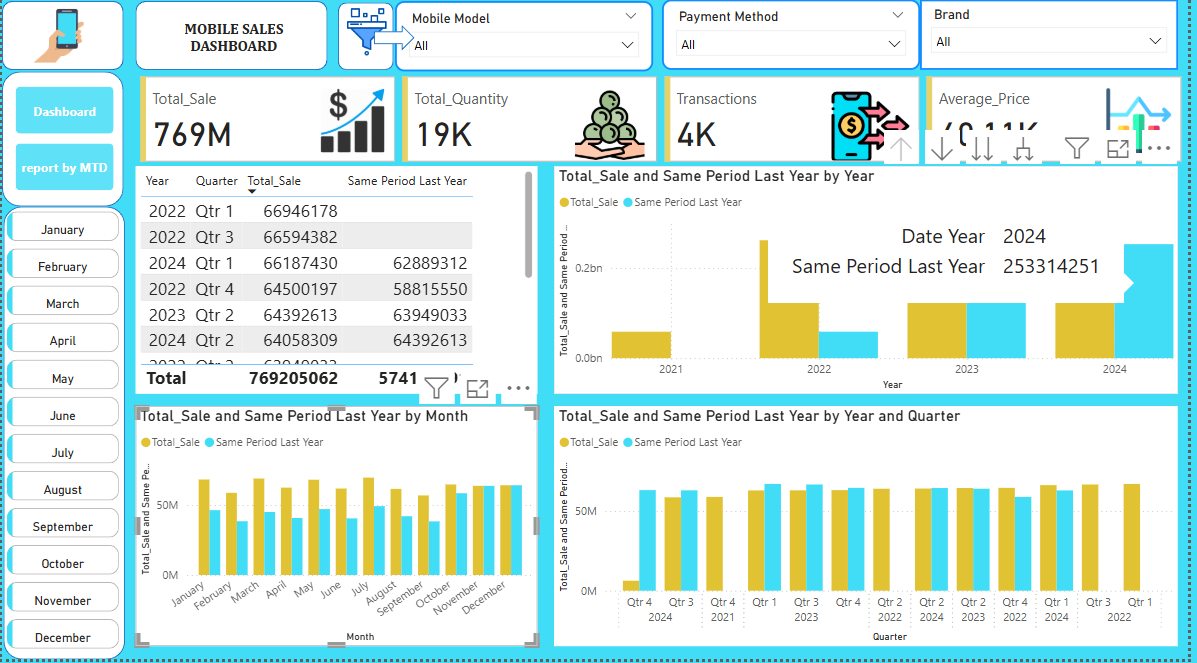 MOBILE SALES
DASHBOARD
Mobile Model
All
Payment Method
All
Brand
All
Dashboard
report by MTD
Total_Sale
769M
Total_Quantity
19K
Transactions
4K
Average_Price
January
February
March
April
May
June
July
August
September
October
November
December
Year Quarter Total_Sale Same Period Last Year
2022 Qtr 1 66946178
2022 Qtr 3 66594382
2024 Qtr 1 66187430 62889312
2022 Qtr 4 64500197 58815550
2023 Qtr 2 64392613 63949033
2024 Qtr 2 64058309 64392613
Total 769205062 5741
Total_Sale and Same Period Last Year by Year
Total_Sale Same Period Last Year
Total_Sale and Same Period ...
0.2bn
0.0bn
Date Year 2024
Same Period Last Year 253314251
2021 2022 2023 2024
Year
Total_Sale and Same Period Last Year by Month
Total_Sale Same Period Last Year
Total_Sale and Same Pe...
50M
0M
January February March April May June July August September October November December
Month
Total_Sale and Same Period Last Year by Year and Quarter
Total_Sale Same Period Last Year
Total_Sale and Same Period...
50M
0M
Qtr 4 Qtr 3 Qtr 4 Qtr 1 Qtr 3 Qtr 4 Qtr 2 Qtr 2 Qtr 2 Qtr 4 Qtr 1 Qtr 3 Qtr 1
2024 2021 2023 2022 2024 2023 2022 2024 2022
Quarter